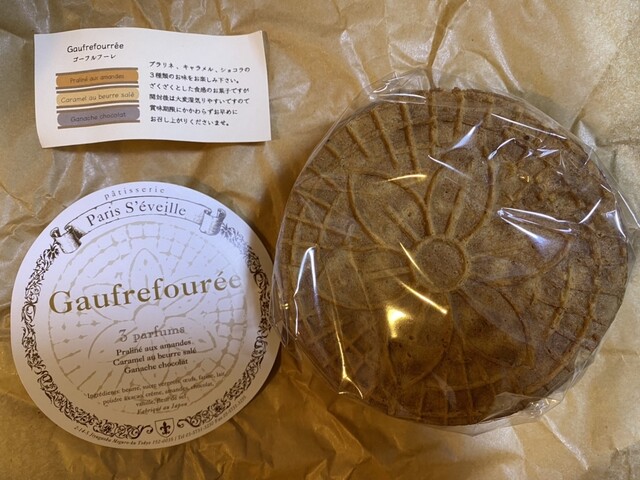 Gaufrefourrée
ゴーフルフーレ
Praliné aux amandes
Caramel au beurre salé
Ganache chocolat
プラリネ、キャラメル、ショコラの
3種類のお味をお楽しみ下さい。
ざくざくとした食感のお菓子ですが
開封後は大変湿気りやすいですので
賞味期限にかかわらずお早めに
お召し上がりくださいませ。
pâtisserie
Paris S'éveille
Gaufrefourée
3 parfums
Praliné aux amandes
Caramel au beurre salé
Ganache chocolat
Fabriqué au Japon